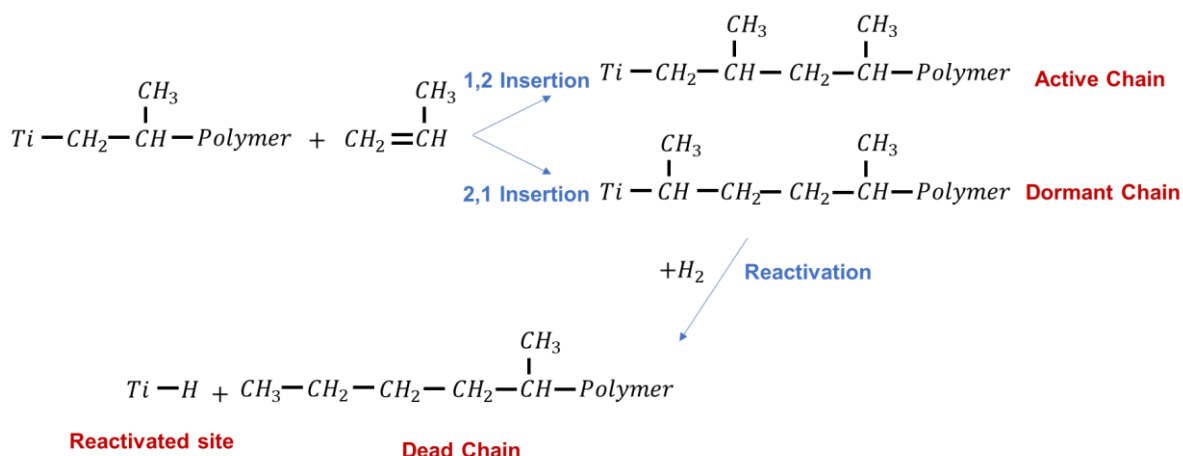 CH₃ CH₃
1,2 Insertion Ti—CH₂—CH—CH₂—CH—Polymer Active Chain
CH₃ CH₃
Ti—CH₂—CH—Polymer + CH₂=CH
CH₃ CH₃
2,1 Insertion Ti—CH—CH₂—CH₂—CH—Polymer Dormant Chain
+H₂ Reactivation
CH₃
Ti—H + CH₃—CH₂—CH₂—CH₂—CH—Polymer
Reactivated site Dead Chain